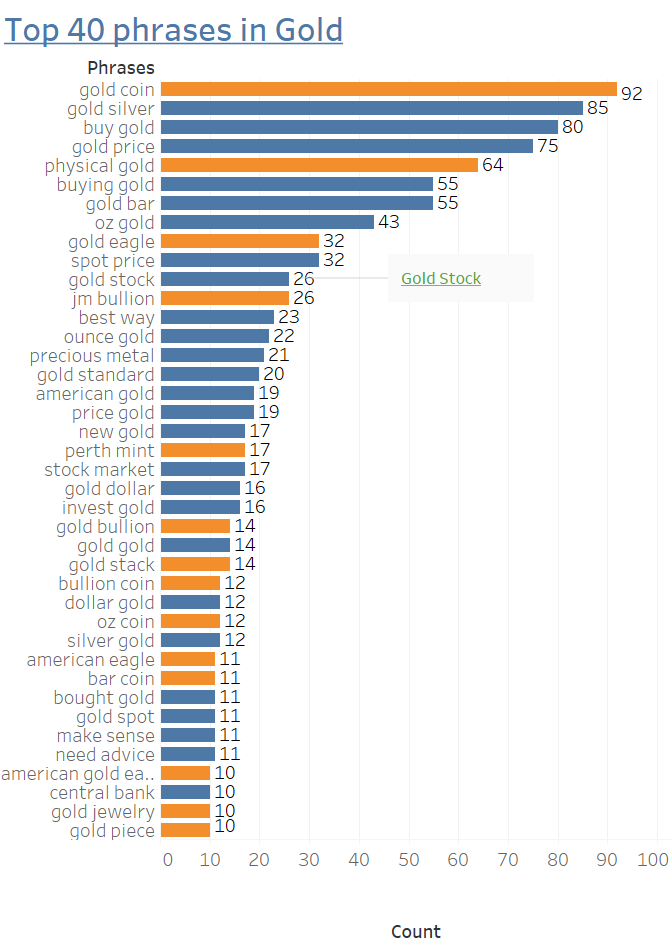 Top 40 phrases in Gold
Phrases
gold coin 92
gold silver 85
buy gold 80
gold price 75
physical gold 64
buying gold 55
gold bar 55
oz gold 43
gold eagle 32
spot price 32
gold stock 26 Gold Stock
jm bullion 26
best way 23
ounce gold 22
precious metal 21
gold standard 20
american gold 19
price gold 19
new gold 17
perth mint 17
stock market 17
gold dollar 16
invest gold 16
gold bullion 14
gold gold 14
gold stack 14
bullion coin 12
dollar gold 12
oz coin 12
silver gold 12
american eagle 11
bar coin 11
bought gold 11
gold spot 11
make sense 11
need advice 11
american gold ea.. 10
central bank 10
gold jewelry 10
gold piece 10
0 10 20 30 40 50 60 70 80 90 100
Count